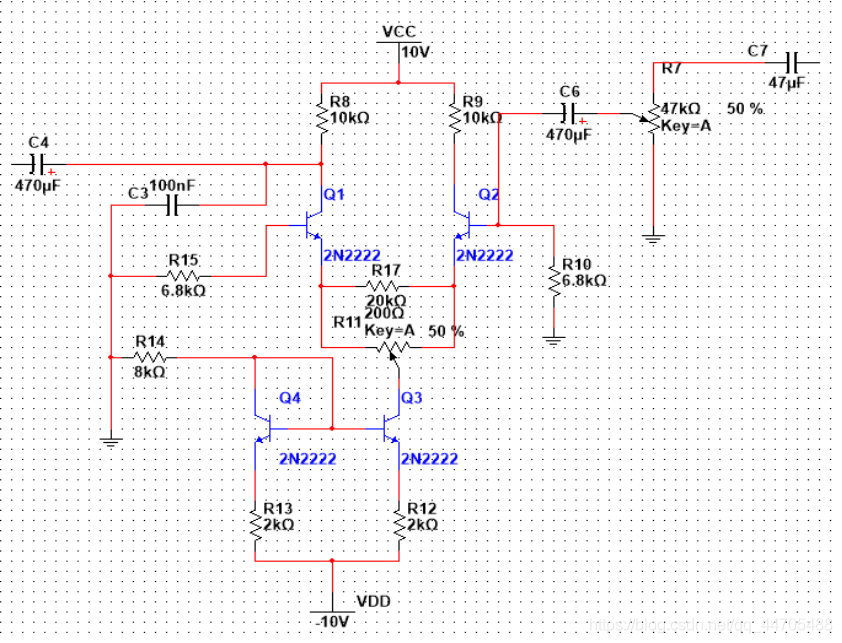 VCC
10V
C7
47µF
R7
47kΩ 50 %
Key=A
C6
470µF
R8
10kΩ
R9
10kΩ
C4
470µF
C3 100nF
Q1
2N2222
Q2
2N2222
R15
6.8kΩ
R17
20kΩ
200Ω
R11 Key=A 50 %
R10
6.8kΩ
R14
8kΩ
Q4
2N2222
Q3
2N2222
R13
2kΩ
R12
2kΩ
VDD
-10V